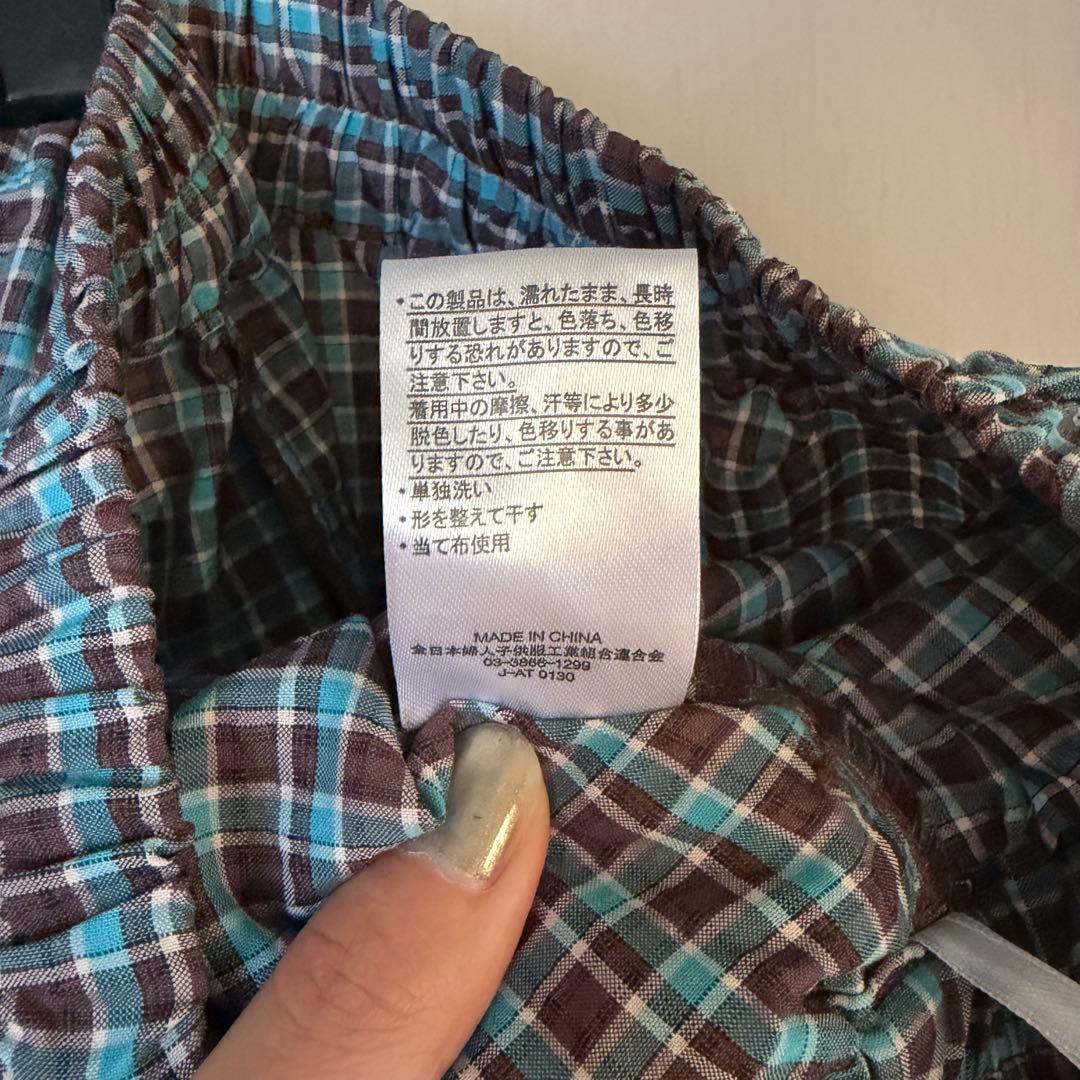 ・この製品は、濡れたまま、長時
間放置しますと、色落ち、色移
りする恐れがありますので、ご
注意下さい。
着用中の摩擦、汗等により多少
脱色したり、色移りする事があ
りますので、ご注意下さい。
・単独洗い
・形を整えて干す
・当て布使用
MADE IN CHINA
全日本婦人子供服工業組合連合会
03-3866-1299
J-AT 0130